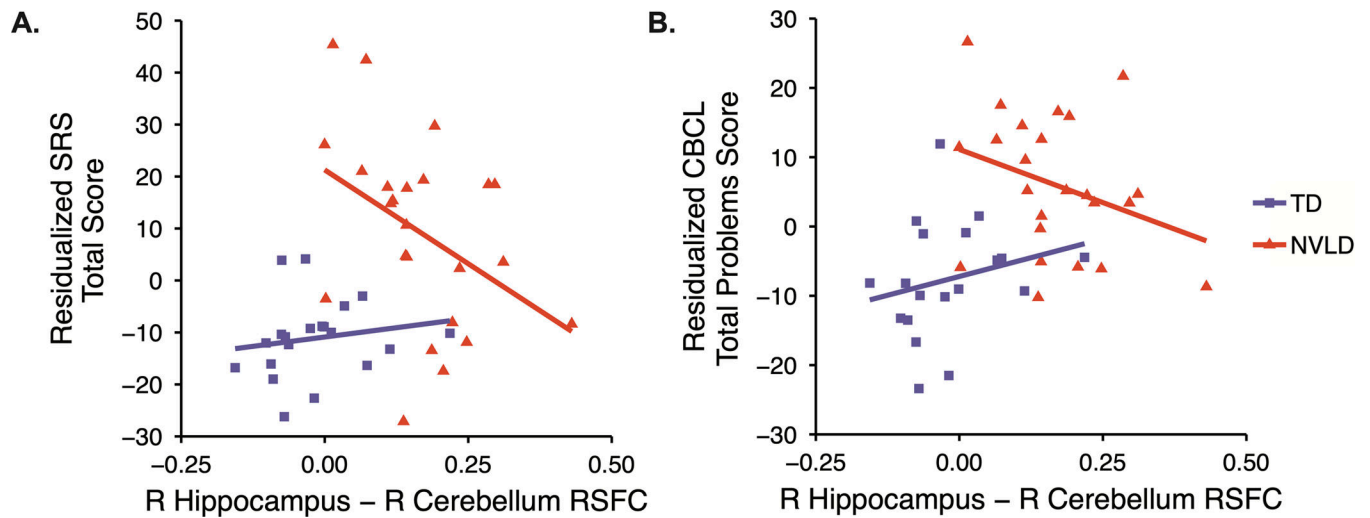 A.
Residualized SRS
Total Score
50
40
30
20
10
0
−10
−20
−30
−0.25
0.00
0.25
0.50
R Hippocampus – R Cerebellum RSFC
B.
Residualized CBCL
Total Problems Score
30
20
10
0
−10
−20
−30
−0.25
0.00
0.25
0.50
R Hippocampus – R Cerebellum RSFC
TD
NVLD